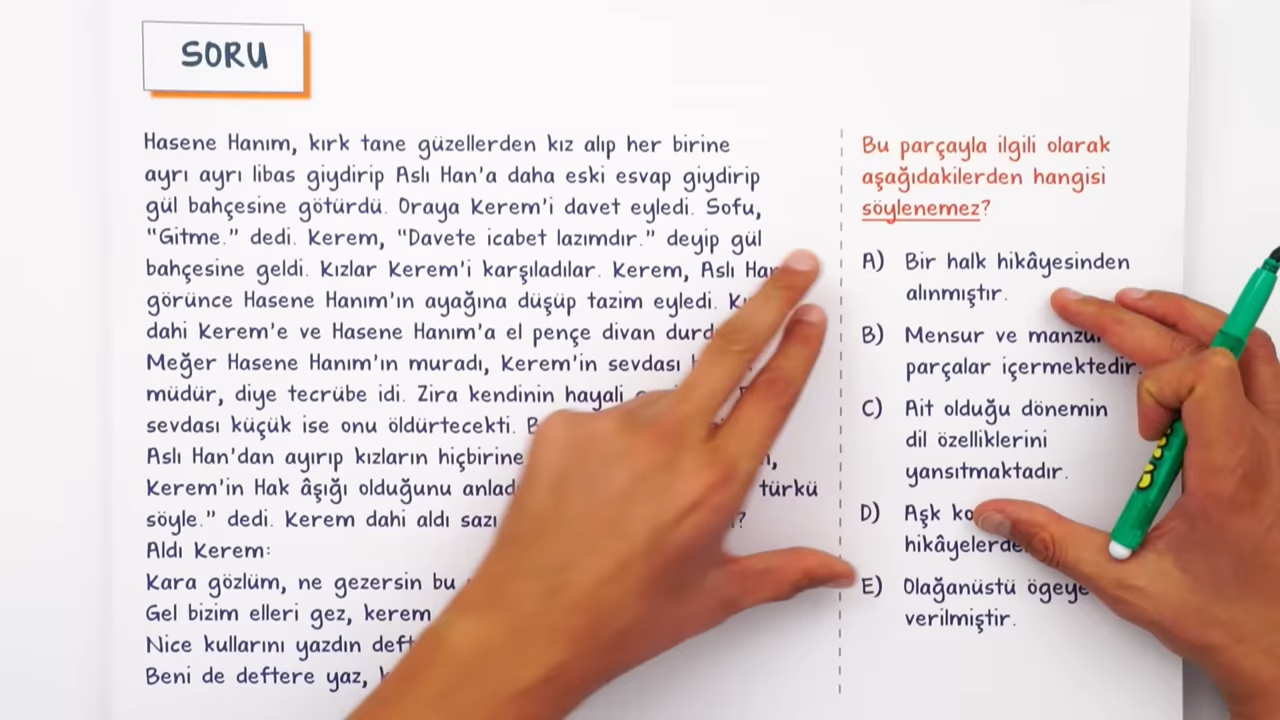 SORU
Hasene Hanım, kırk tane güzellerden kız alıp her birine
ayrı ayrı libas giydirip Aslı Han'a daha eski esvap giydirip
gül bahçesine götürdü. Oraya Kerem'i davet eyledi. Sofu,
"Gitme." dedi. Kerem, "Davete icabet lazımdır." deyip gül
bahçesine geldi. Kızlar Kerem'i karşıladılar. Kerem, Aslı
görünce Hasene Hanım'ın ayağına düşüp tazim eyledi.
dahi Kerem'e ve Hasene Hanım'a el pençe divan
Meğer Hasene Hanım'ın muradı, Kerem'in sevdası
müdür, diye tecrübe idi. Zira kendinin hayali
sevdası küçük ise onu öldürtecekti.
Aslı Han'dan ayırıp kızların hiçbirine
Kerem'in Hak âşığı olduğunu türkü
söyle." dedi. Kerem dahi aldı sazı
Aldı Kerem:
Kara gözlüm, ne gezersin bu
Gel bizim elleri gez, kerem
Nice kullarını yazdın
Beni de deftere yaz,
Bu parçayla ilgili olarak
aşağıdakilerden hangisi
söylenemez?
A) Bir halk hikâyesinden
alınmıştır.
B) Mensur ve
parçalar içermektedir.
C) Ait olduğu dönemin
dil özelliklerini
yansıtmaktadır.
D) Aşk
E) Olağanüstü
verilmiştir.